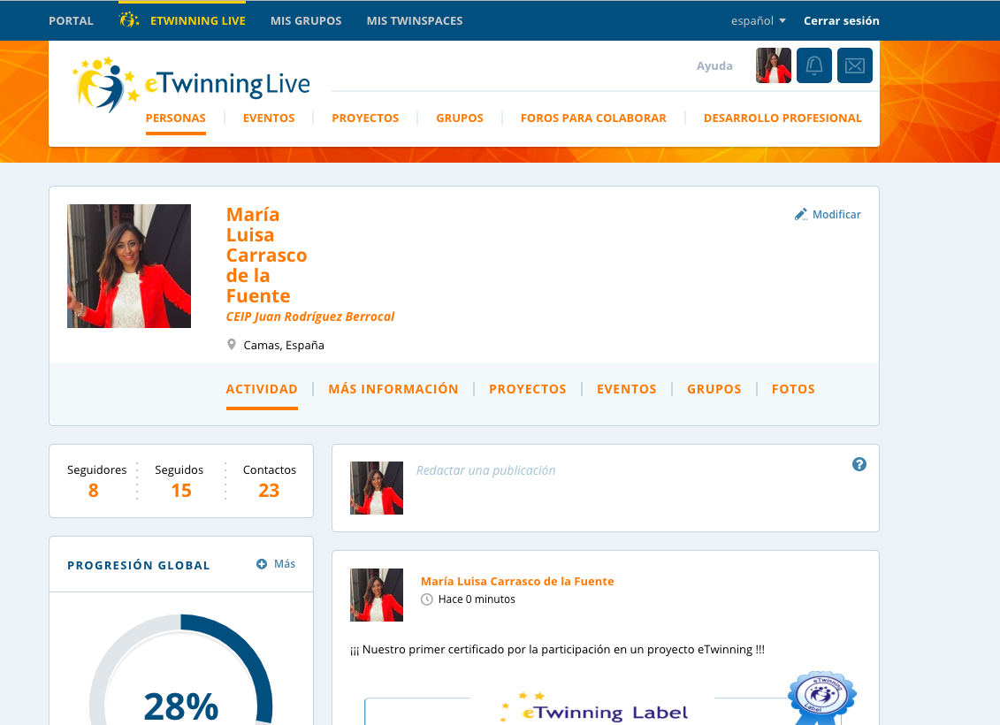 PORTAL ETWINNING LIVE MIS GRUPOS MIS TWINSPACES español Cerrar sesión
Ayuda
eTwinningLive
PERSONAS EVENTOS PROYECTOS GRUPOS FOROS PARA COLABORAR DESARROLLO PROFESIONAL
María
Luisa
Carrasco
de la
Fuente
Modificar
CEIP Juan Rodríguez Berrocal
Camas, España
ACTIVIDAD MÁS INFORMACIÓN PROYECTOS EVENTOS GRUPOS FOTOS
Seguidores Seguidos Contactos
8 15 23
Redactar una publicación
?
PROGRESIÓN GLOBAL Más
28%
María Luisa Carrasco de la Fuente
Hace 0 minutos
¡¡¡ Nuestro primer certificado por la participación en un proyecto eTwinning !!!
eTwinning Label
eTwinning
Label